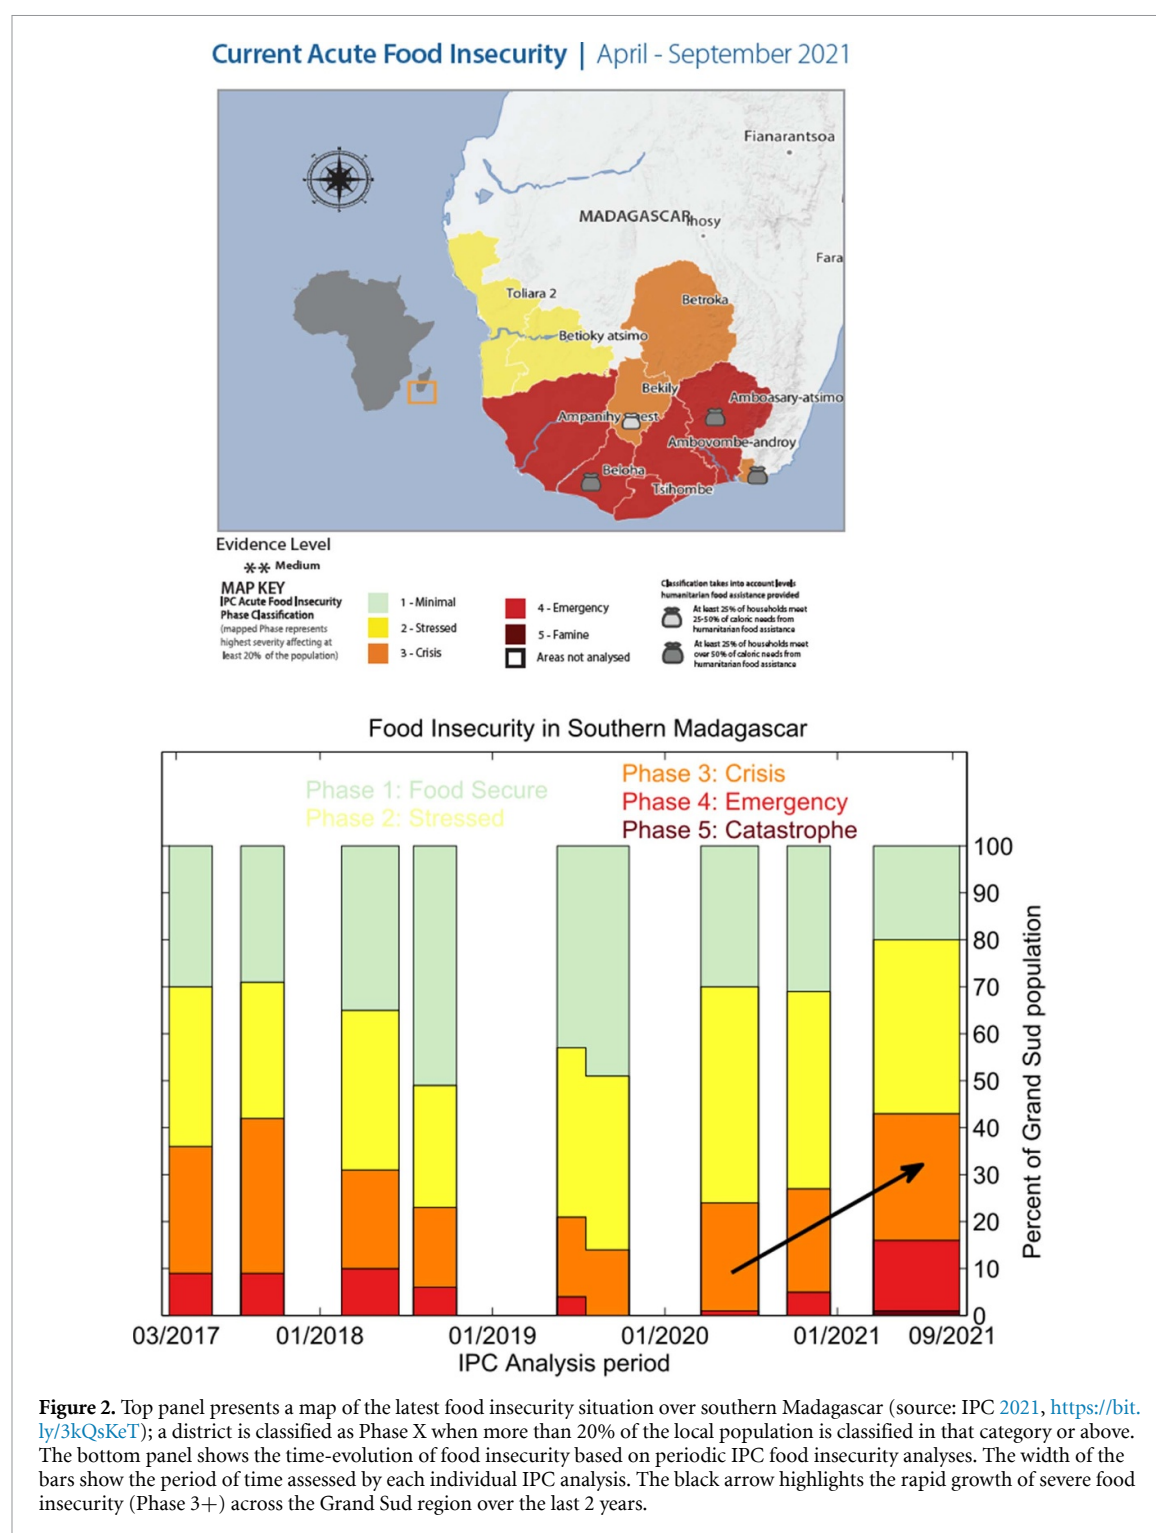 Current Acute Food Insecurity | April - September 2021
Fianarantsoa
MADAGASCAR
Ihosy
Fara
Toliara 2
Betroka
Betioky atsimo
Bekily
Amboasary-atsimo
Ampanihy est
Ambovombe-androy
Beloha
Tsihombe
Evidence Level
** Medium
MAP KEY
IPC Acute Food Insecurity
Phase Classification
(mapped Phase represents
highest severity affecting at
least 20% of the population)
1 - Minimal
2 - Stressed
3 - Crisis
4 - Emergency
5 - Famine
Areas not analysed
Classification takes into account levels
humanitarian food assistance provided
At least 25% of households meet
25-50% of caloric needs from
humanitarian food assistance
At least 25% of households meet
over 50% of caloric needs from
humanitarian food assistance
Food Insecurity in Southern Madagascar
Phase 1: Food Secure
Phase 2: Stressed
Phase 3: Crisis
Phase 4: Emergency
Phase 5: Catastrophe
100
90
80
70
60
50
40
30
20
10
0
Percent of Grand Sud population
03/2017 01/2018 01/2019 01/2020 01/2021 09/2021
IPC Analysis period
Figure 2. Top panel presents a map of the latest food insecurity situation over southern Madagascar (source: IPC 2021, https://bit.
ly/3kQsKeT); a district is classified as Phase X when more than 20% of the local population is classified in that category or above.
The bottom panel shows the time-evolution of food insecurity based on periodic IPC food insecurity analyses. The width of the
bars show the period of time assessed by each individual IPC analysis. The black arrow highlights the rapid growth of severe food
insecurity (Phase 3+) across the Grand Sud region over the last 2 years.